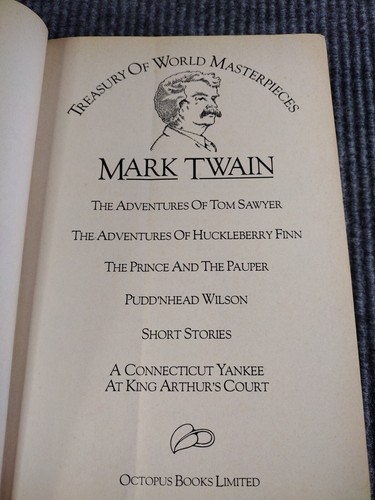 TREASURY OF WORLD MASTERPIECES
MARK TWAIN
THE ADVENTURES OF TOM SAWYER
THE ADVENTURES OF HUCKLEBERRY FINN
THE PRINCE AND THE PAUPER
PUDD'NHEAD WILSON
SHORT STORIES
A CONNECTICUT YANKEE
AT KING ARTHUR'S COURT
OCTOPUS BOOKS LIMITED